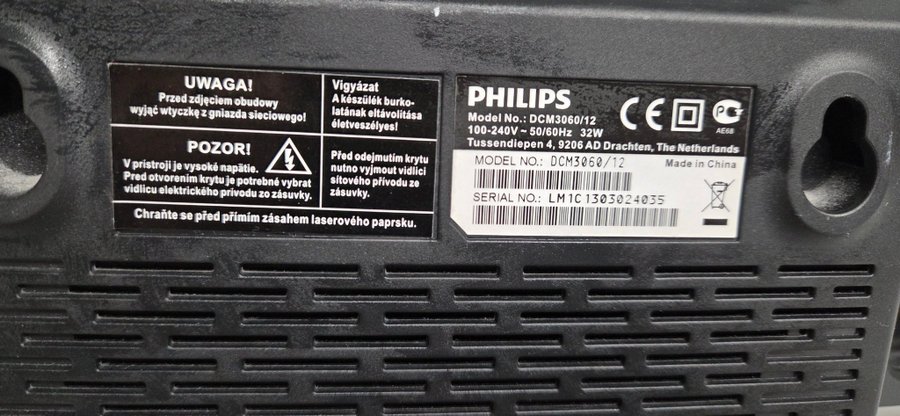 UWAGA!
Przed zdjęciem obudowy
wyjąć wtyczkę z gniazda sieciowego!
Vigyázat
A készülék burko-
latának eltávolítása
életveszélyes!
POZOR!
V prístroji je vysoké napätie.
Pred otvorením krytu je potrebné vybrat
vidlicu elektrického prívodu zo zásuvky.
Před odejmutím krytu
nutno vyjmout vidlici
síťového přívodu ze
zásuvky.
Chraňte se před přímím zásahem laserového paprsku.
PHILIPS
Model No.: DCM3060/12
100-240V ~ 50/60Hz 32W
Tussendiepen 4, 9206 AD Drachten, The Netherlands
CE
PG
AE68
MODEL NO.: DCM3060/12
Made in China
SERIAL NO.: LM1C1303024035